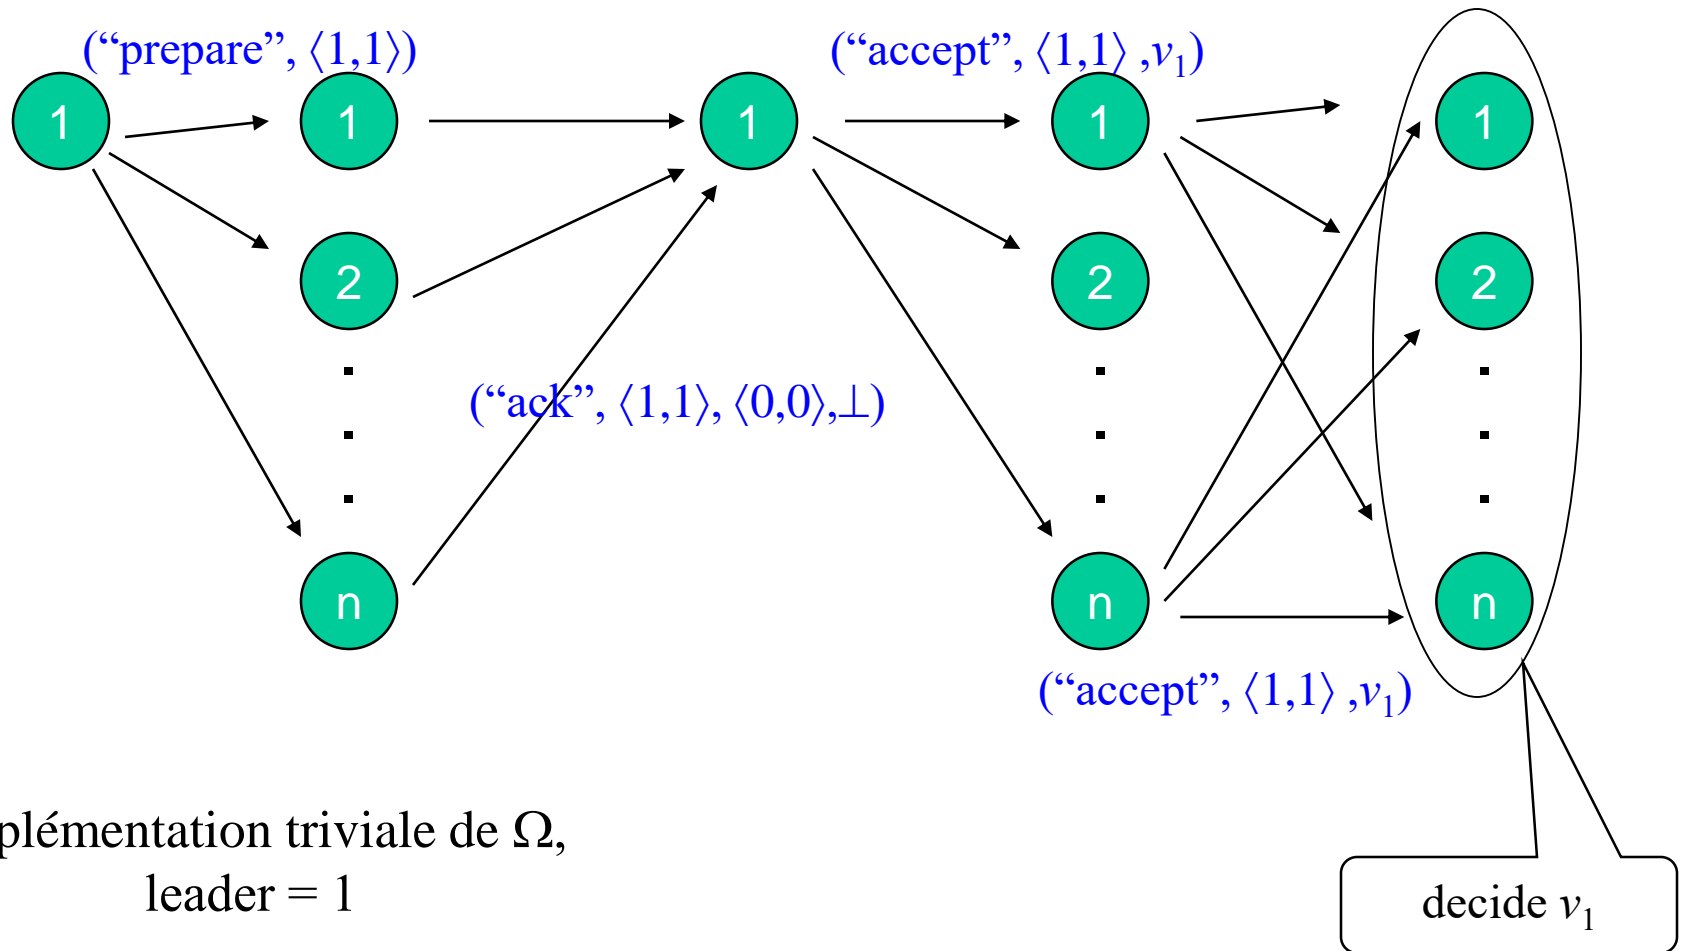 (“prepare”, ⟨1,1⟩)
(“accept”, ⟨1,1⟩ ,v₁)
1 1 1 1 1
2 2 2
(“ack”, ⟨1,1⟩, ⟨0,0⟩,⊥)
n n n
(“accept”, ⟨1,1⟩ ,v₁)
plémentation triviale de Ω,
leader = 1
decide v₁